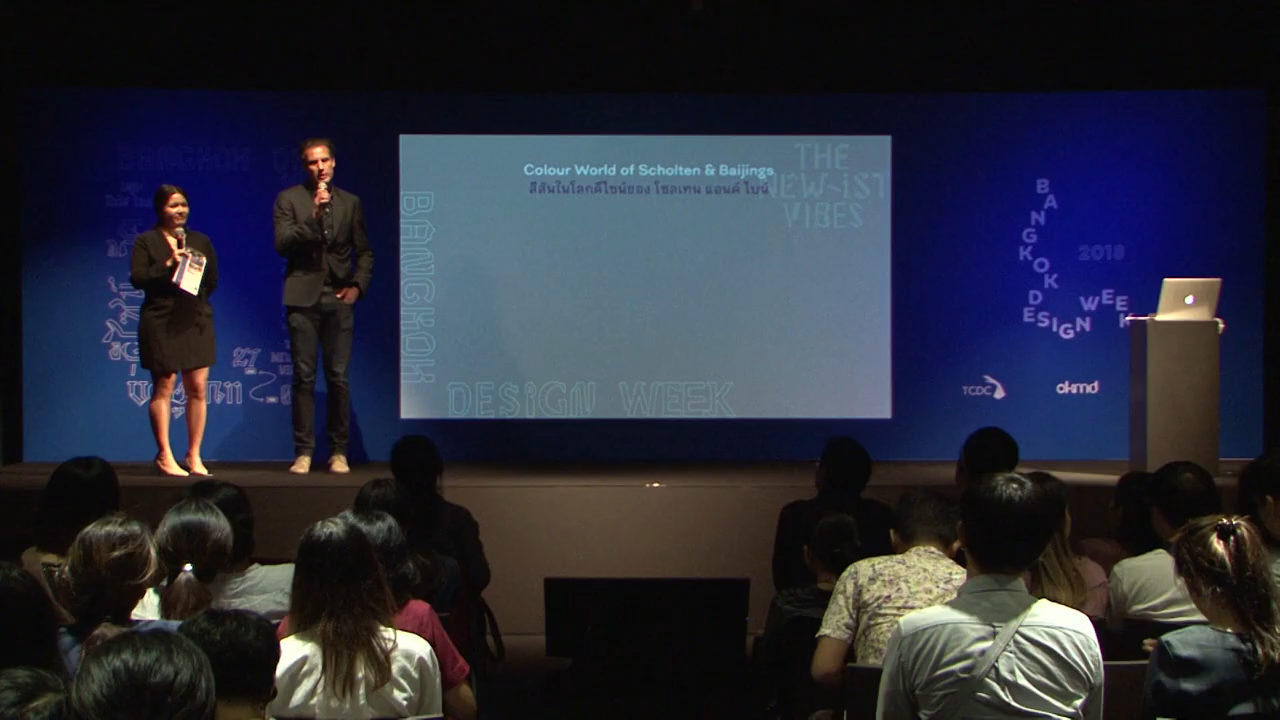 Colour World of Scholten & Baijings
สีสันในโลกดีไซน์ของ โชลเทน แอนด์ ไบน์
THE
NEW-iST
VIBES
BANGKOK
DESiGN WEEK
BANGKOK
2018
DESIGN WEEK
TCDC
okmd
27